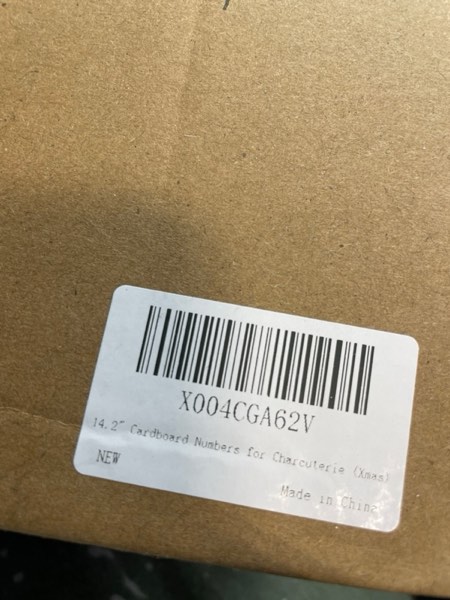 X004CGA62V
14.2" Cardboard Numbers for Charcuterie (Xmas)
NEW
Made in China